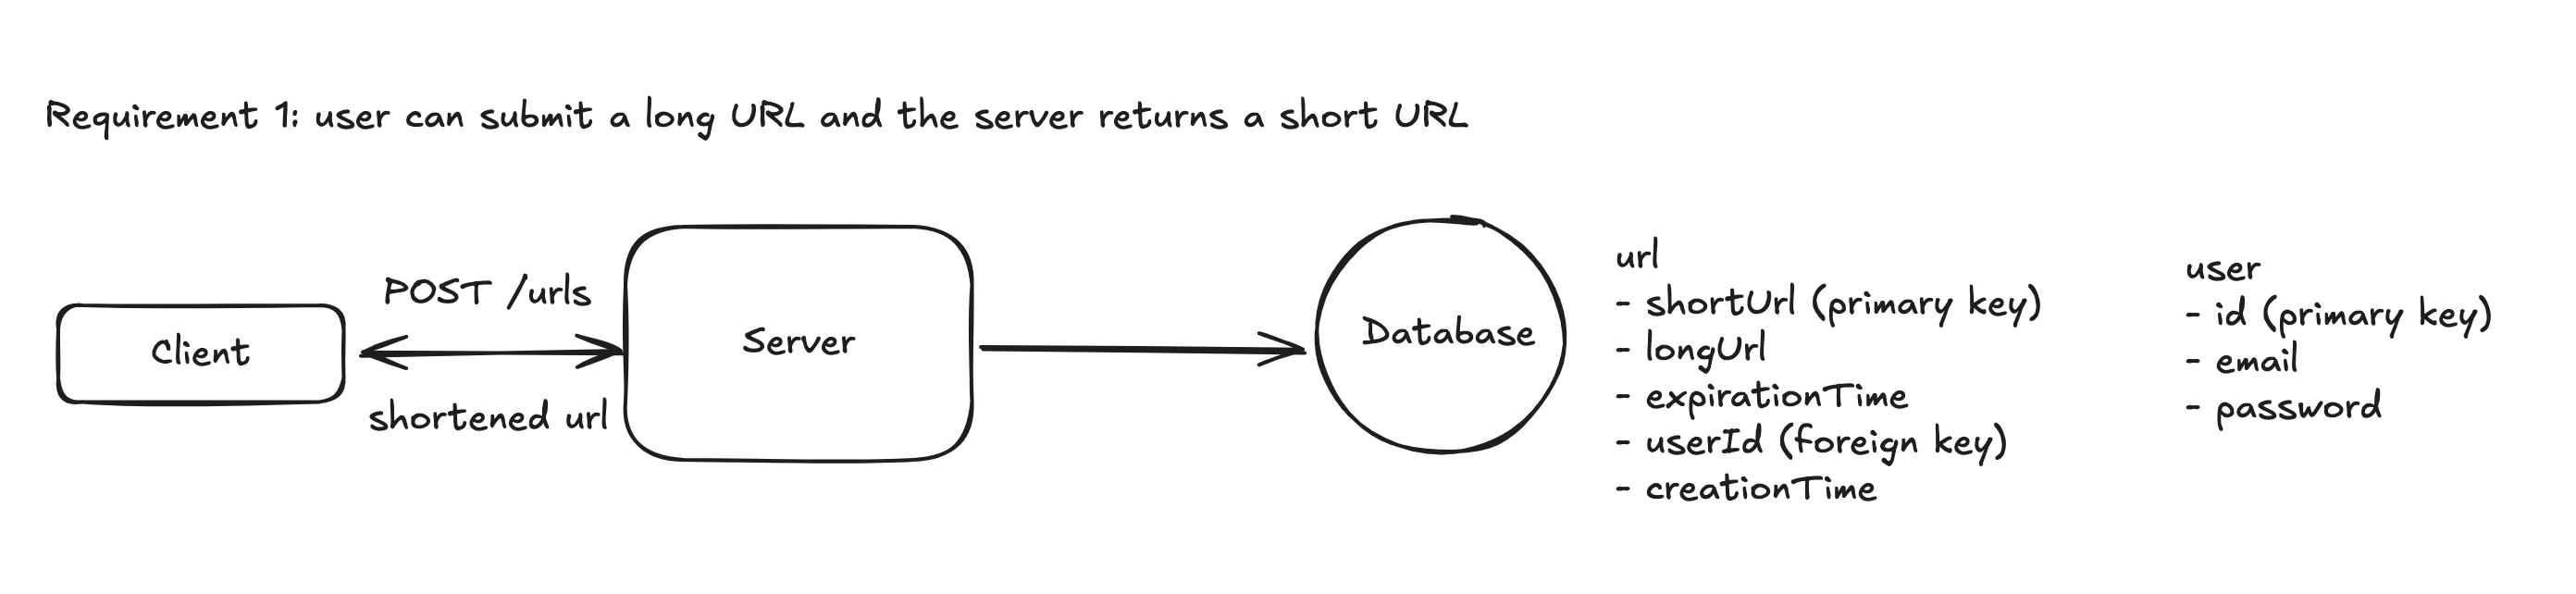 Requirement 1: user can submit a long URL and the server returns a short URL
Client
POST /urls
shortened url
Server
Database
url
- shortUrl (primary key)
- longUrl
- expirationTime
- userId (foreign key)
- creationTime
user
- id (primary key)
- email
- password